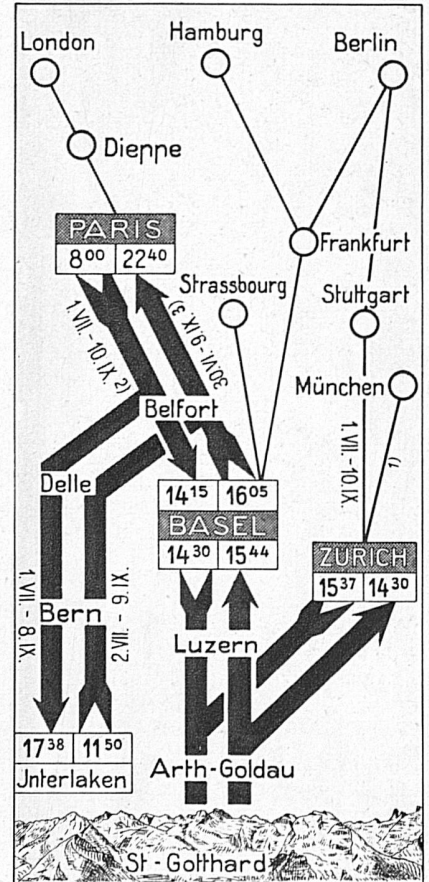 London
Hamburg
Berlin
Dieppe
PARIS
8⁰⁰ 22⁴⁰
Frankfurt
Strassbourg
Stuttgart
1.VII.-10.IX. 2)
30.VI.-9.IX. 3)
München
Belfort
1.VII.-10.IX.
1)
Delle
14¹⁵ 16⁰⁵
BASEL
14³⁰ 15⁴⁴
ZURICH
15³⁷ 14³⁰
1.VII.-8.IX.
Bern
2.VII.-9.IX.
Luzern
17³⁸ 11⁵⁰
Jnterlaken
Arth-Goldau
St-Gotthard